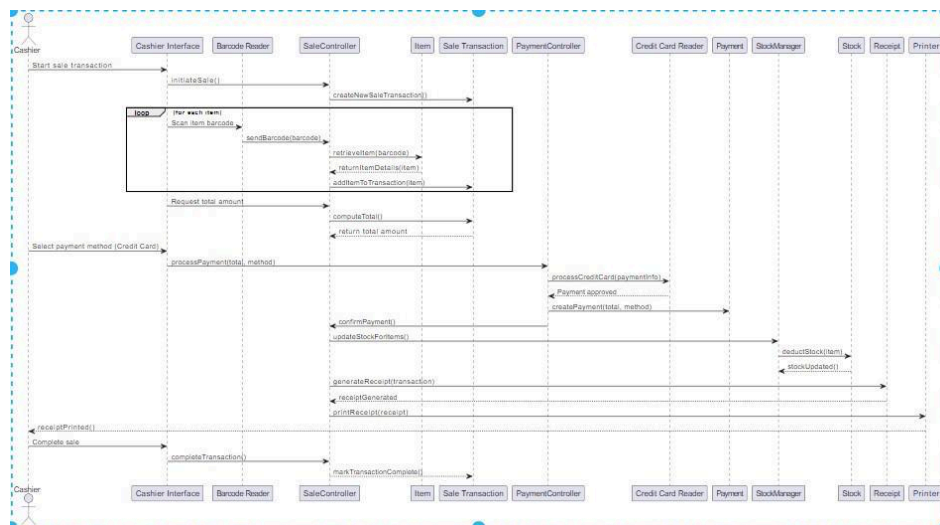 Cashier
Cashier Interface Barcode Reader SaleController Item Sale Transaction PaymentController Credit Card Reader Payment StockManager Stock Receipt Printer
Start sale transaction
initiateSale()
createNewSaleTransaction()
loop [for each item]
Scan item barcode
sendBarcode(barcode)
retrieveItem(barcode)
returnItemDetails(item)
addItemToTransaction(item)
Request total amount
computeTotal()
return total amount
Select payment method (Credit Card)
processPayment(total, method)
processCreditCard(paymentInfo)
Payment approved
createPayment(total, method)
confirmPayment()
updateStockForItems()
deductStock(item)
stockUpdated()
generateReceipt(transaction)
receiptGenerated
printReceipt(receipt)
receiptPrinted()
Complete sale
completeTransaction()
markTransactionComplete()
Cashier
Cashier Interface Barcode Reader SaleController Item Sale Transaction PaymentController Credit Card Reader Payment StockManager Stock Receipt Printer